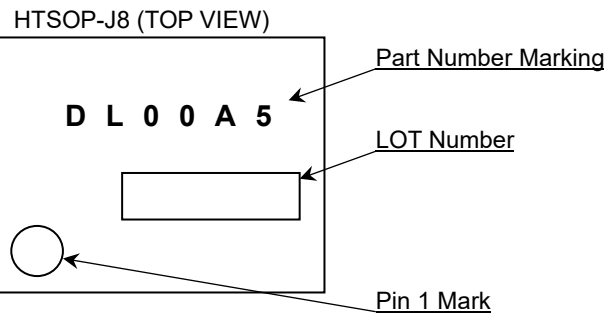 HTSOP-J8 (TOP VIEW)
Part Number Marking
D L 0 0 A 5
LOT Number
Pin 1 Mark